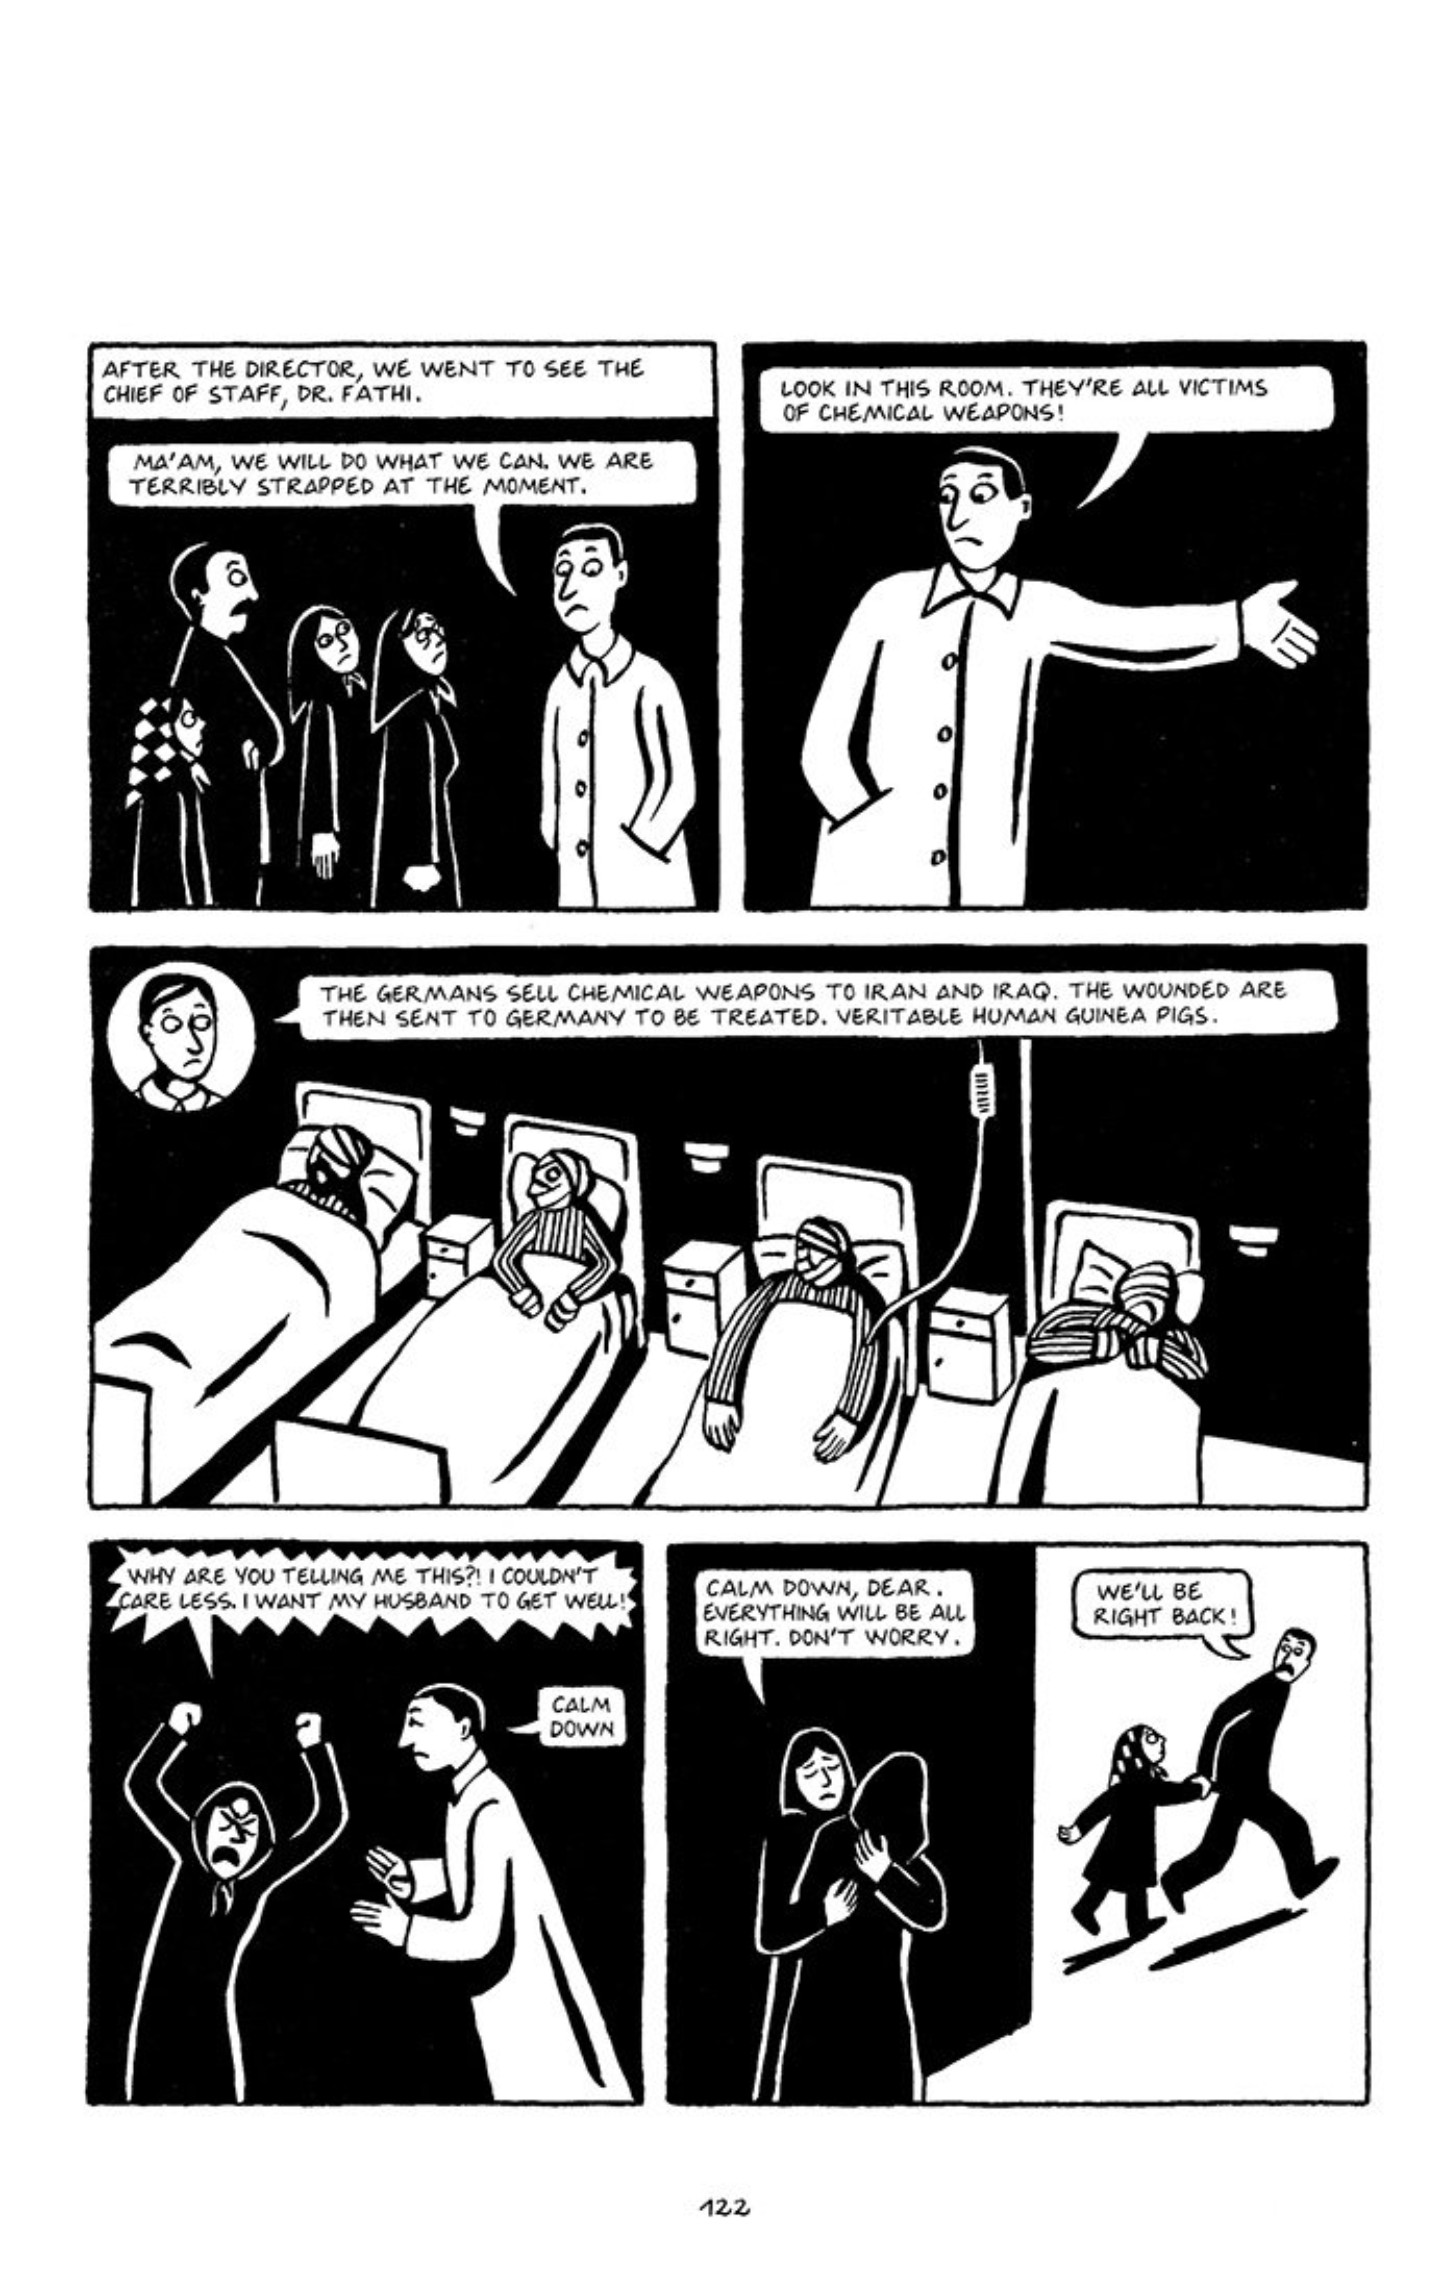 AFTER THE DIRECTOR, WE WENT TO SEE THE
CHIEF OF STAFF, DR. FATHI.
MA'AM, WE WILL DO WHAT WE CAN. WE ARE
TERRIBLY STRAPPED AT THE MOMENT.
LOOK IN THIS ROOM. THEY'RE ALL VICTIMS
OF CHEMICAL WEAPONS!
THE GERMANS SELL CHEMICAL WEAPONS TO IRAN AND IRAQ. THE WOUNDED ARE
THEN SENT TO GERMANY TO BE TREATED. VERITABLE HUMAN GUINEA PIGS.
WHY ARE YOU TELLING ME THIS?! I COULDN'T
CARE LESS. I WANT MY HUSBAND TO GET WELL!
CALM
DOWN
CALM DOWN, DEAR.
EVERYTHING WILL BE ALL
RIGHT. DON'T WORRY.
WE'LL BE
RIGHT BACK!
122